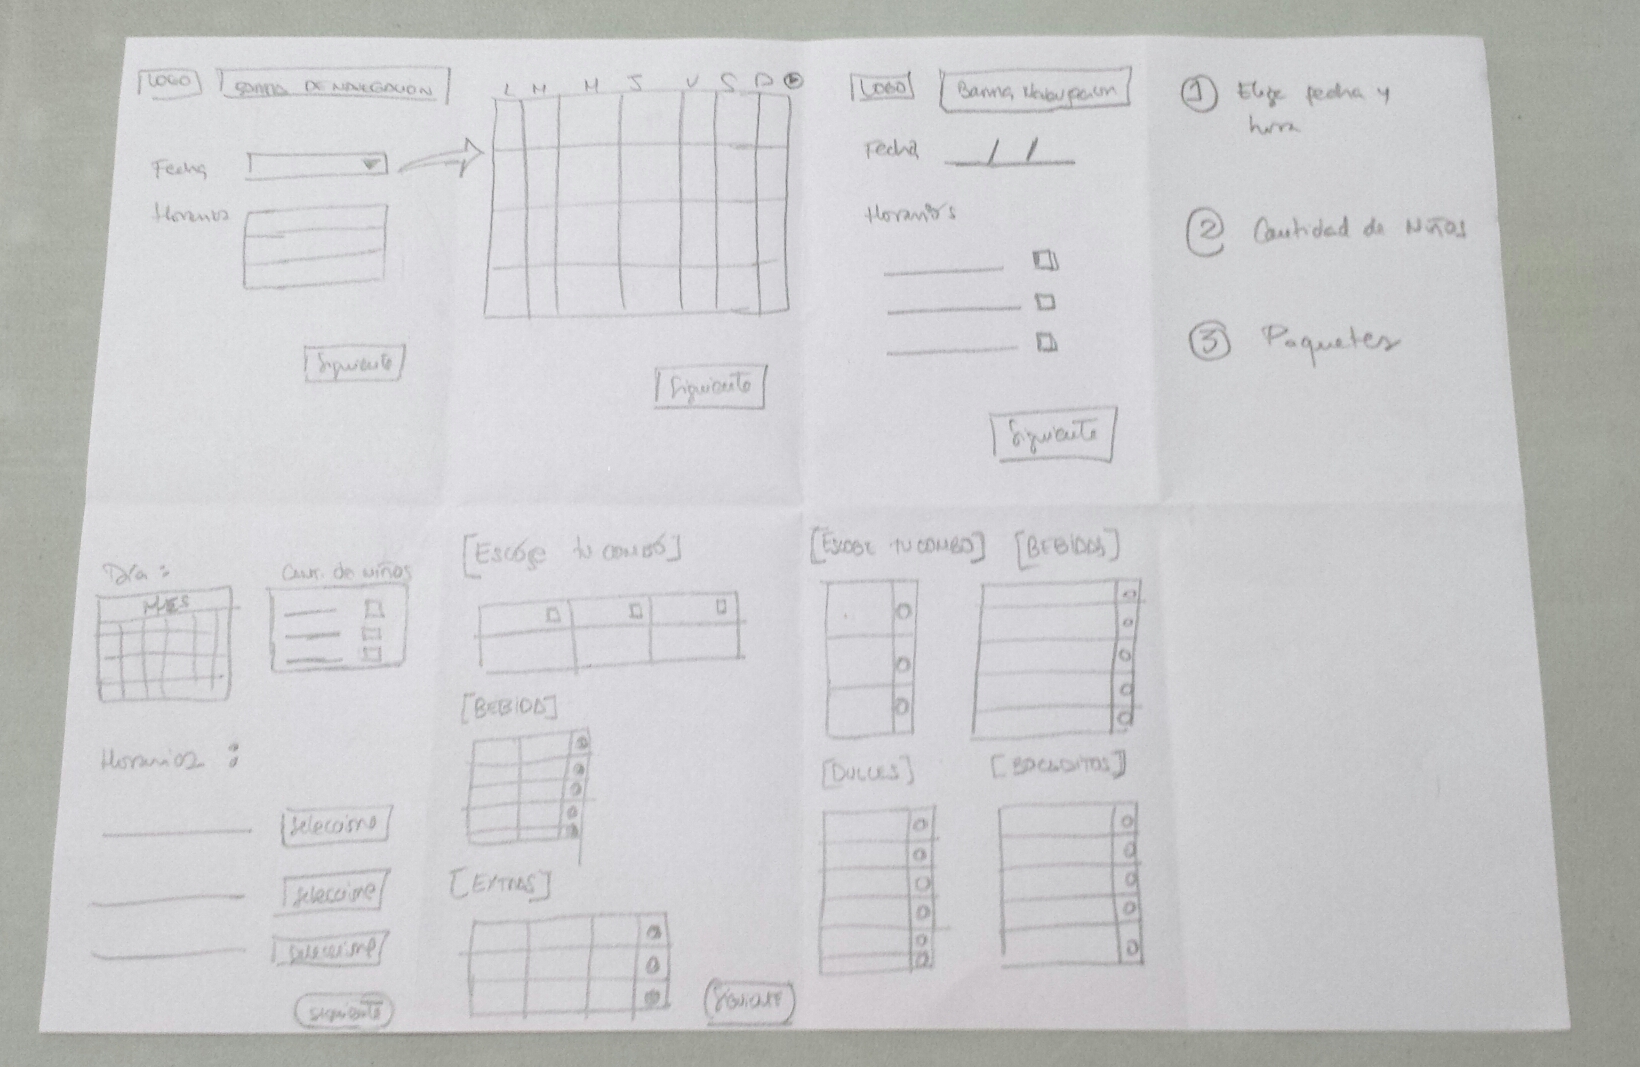 LOGO
BARRA DE NAVEGACION
Fecha
Horarios
Siguiente
L M M J V S D
Siguiente
LOGO
Barra Navegacion
Fecha / /
Horarios
Siguiente
1 Elige fecha y
hora
2 Cantidad de Niños
3 Paquetes
Día :
MES
Cant. de niños
Horarios :
Seleccione
Seleccione
Seleccione
Siguiente
[Escoge tu combo]
[BEBIDA]
[EXTRAS]
SIGUIENTE
[ESCOGE TU COMBO]
[BEBIDAS]
[DULCES]
[BOCADITOS]